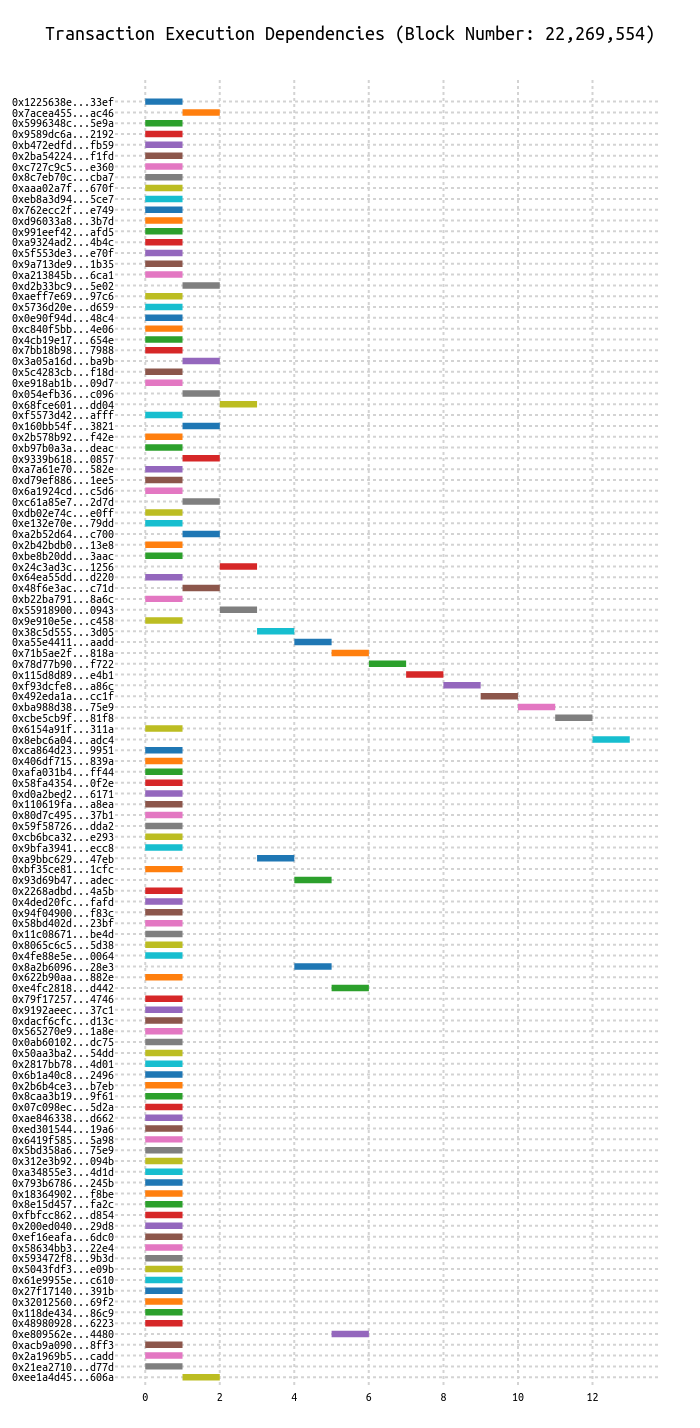 Transaction Execution Dependencies (Block Number: 22,269,554)
0x1225638e...33ef
0x7acea455...ac46
0x5996348c...5e9a
0x9589dc6a...2192
0xb472edfd...fb59
0x2ba54224...f1fd
0xc727c9c5...e360
0x8c7eb70c...cba7
0xaaa02a7f...670f
0xeb8a3d94...5ce7
0x762ecc2f...e749
0xd96033a8...3b7d
0x991eef42...afd5
0xa9324ad2...4b4c
0x5f553de3...e70f
0x9a713de9...1b35
0xa213845b...6ca1
0xd2b33bc9...5e02
0xaeff7e69...97c6
0x5736d20e...d659
0x0e90f94d...48c4
0xc840f5bb...4e06
0x4cb19e17...654e
0x7bb18b98...7988
0x3a05a16d...ba9b
0x5c4283cb...f18d
0xe918ab1b...09d7
0x054efb36...c096
0x68fce601...dd04
0xf5573d42...afff
0x160bb54f...3821
0x2b578b92...f42e
0xb97b0a3a...deac
0x9339b618...0857
0xa7a61e70...582e
0xd79ef886...1ee5
0x6a1924cd...c5d6
0xc61a85e7...2d7d
0xdb02e74c...e0ff
0xe132e70e...79dd
0xa2b52d64...c700
0x2b42bdb0...13e8
0xbe8b20dd...3aac
0x24c3ad3c...1256
0x64ea55dd...d220
0x48f6e3ac...c71d
0xb22ba791...8a6c
0x55918900...0943
0x9e910e5e...c458
0x38c5d555...3d05
0xa55e4411...aadd
0x71b5ae2f...818a
0x78d77b90...f722
0x115d8d89...e4b1
0xf93dcfe8...a86c
0x492eda1a...cc1f
0xba988d38...75e9
0xcbe5cb9f...81f8
0x6154a91f...311a
0x8ebc6a04...adc4
0xca864d23...9951
0x406df715...839a
0xafa031b4...ff44
0x58fa4354...0f2e
0xd0a2bed2...6171
0x110619fa...a8ea
0x80d7c495...37b1
0x59f58726...dda2
0xcb6bca32...e293
0x9bfa3941...ecc8
0xa9bbc629...47eb
0xbf35ce81...1cfc
0x93d69b47...adec
0x2268adbd...4a5b
0x4ded20fc...fafd
0x94f04900...f83c
0x58bd402d...23bf
0x11c08671...be4d
0x8065c6c5...5d38
0x4fe88e5e...0064
0x8a2b6096...28e3
0x622b90aa...882e
0xe4fc2818...d442
0x79f17257...4746
0x9192aeec...37c1
0xdacf6cfc...d13c
0x565270e9...1a8e
0x0ab60102...dc75
0x50aa3ba2...54dd
0x2817bb78...4d01
0x6b1a40c8...2496
0x2b6b4ce3...b7eb
0x8caa3b19...9f61
0x07c098ec...5d2a
0xae846338...d662
0xed301544...19a6
0x6419f585...5a98
0x5bd358a6...75e9
0x312e3b92...094b
0xa34855e3...4d1d
0x793b6786...245b
0x18364902...f8be
0x8e15d457...fa2c
0xfbfcc862...d854
0x200ed040...29d8
0xef16eafa...6dc0
0x58634bb3...22e4
0x593472f8...9b3d
0x5043fdf3...e09b
0x61e9955e...c610
0x27f17140...391b
0x32012560...69f2
0x118de434...86c9
0x48980928...6223
0xe809562e...4480
0xacb9a090...8ff3
0x2a1969b5...cadd
0x21ea2710...d77d
0xee1a4d45...606a
0 2 4 6 8 10 12